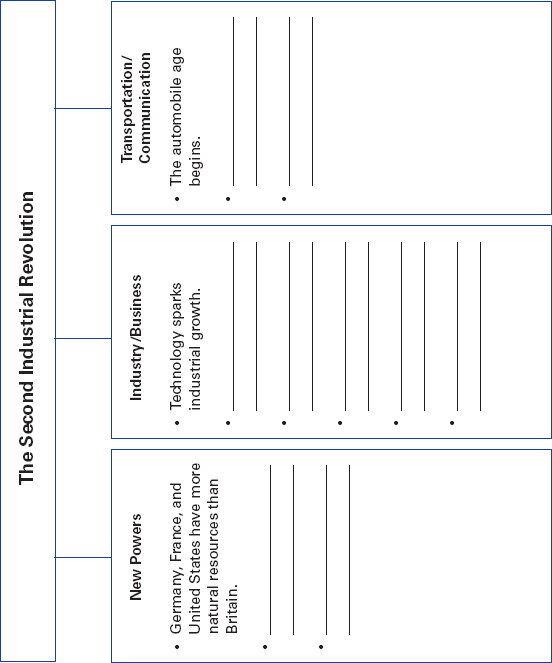 The Second Industrial Revolution
New Powers
• Germany, France, and
United States have more
natural resources than
Britain.
•
•
Industry/Business
• Technology sparks
industrial growth.
•
•
•
•
•
Transportation/
Communication
• The automobile age
begins.
•
•